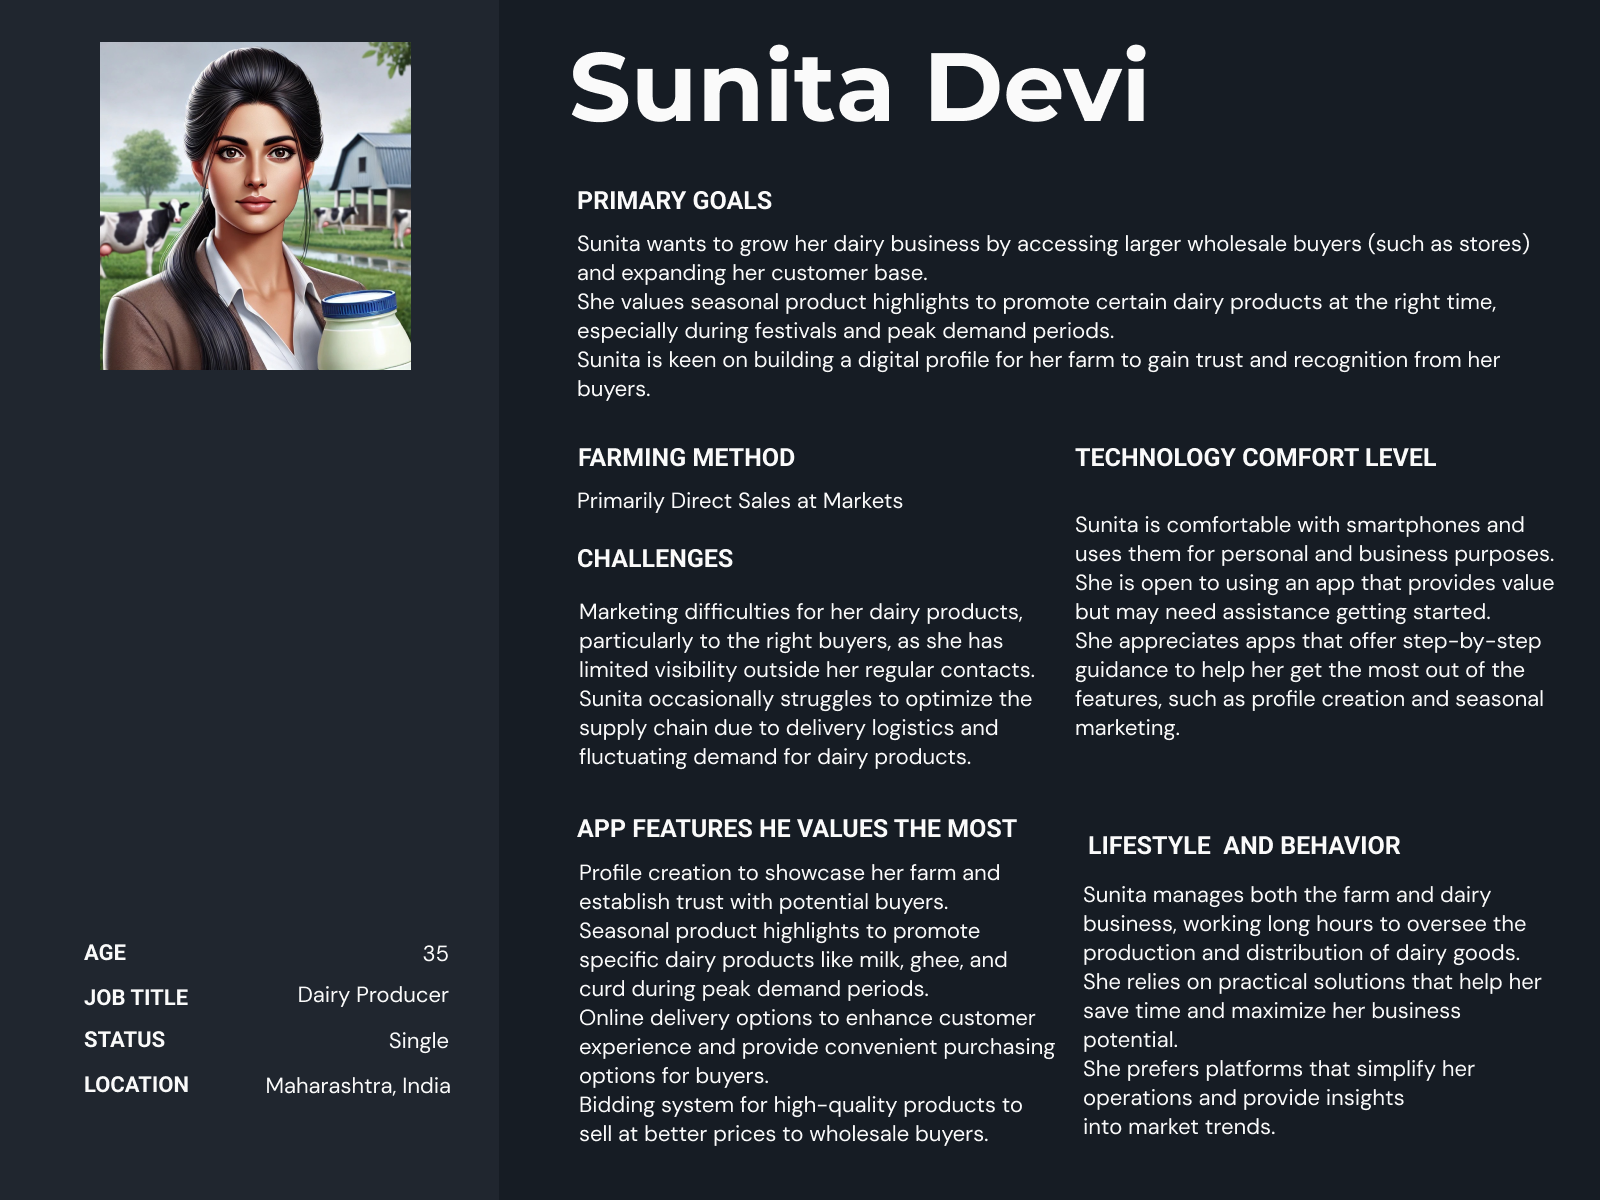 Sunita Devi
PRIMARY GOALS
Sunita wants to grow her dairy business by accessing larger wholesale buyers (such as stores)
and expanding her customer base.
She values seasonal product highlights to promote certain dairy products at the right time,
especially during festivals and peak demand periods.
Sunita is keen on building a digital profile for her farm to gain trust and recognition from her
buyers.
FARMING METHOD
Primarily Direct Sales at Markets
CHALLENGES
Marketing difficulties for her dairy products,
particularly to the right buyers, as she has
limited visibility outside her regular contacts.
Sunita occasionally struggles to optimize the
supply chain due to delivery logistics and
fluctuating demand for dairy products.
TECHNOLOGY COMFORT LEVEL
Sunita is comfortable with smartphones and
uses them for personal and business purposes.
She is open to using an app that provides value
but may need assistance getting started.
She appreciates apps that offer step-by-step
guidance to help her get the most out of the
features, such as profile creation and seasonal
marketing.
APP FEATURES HE VALUES THE MOST
Profile creation to showcase her farm and
establish trust with potential buyers.
Seasonal product highlights to promote
specific dairy products like milk, ghee, and
curd during peak demand periods.
Online delivery options to enhance customer
experience and provide convenient purchasing
options for buyers.
Bidding system for high-quality products to
sell at better prices to wholesale buyers.
LIFESTYLE  AND BEHAVIOR
Sunita manages both the farm and dairy
business, working long hours to oversee the
production and distribution of dairy goods.
She relies on practical solutions that help her
save time and maximize her business
potential.
She prefers platforms that simplify her
operations and provide insights
into market trends.
AGE 35
JOB TITLE Dairy Producer
STATUS Single
LOCATION Maharashtra, India